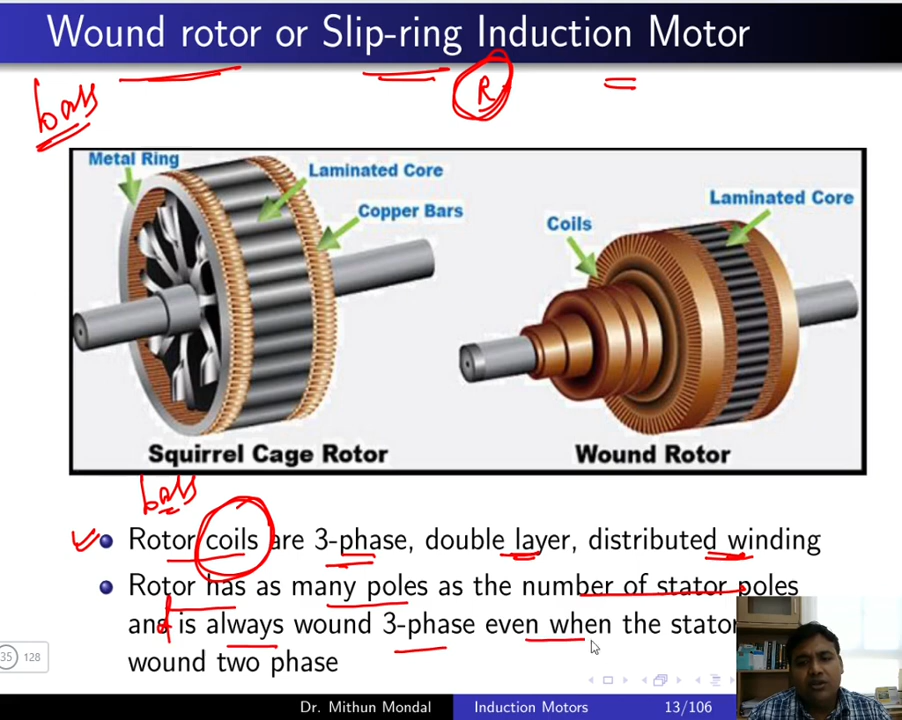 Wound rotor or Slip-ring Induction Motor
bars
R
Metal Ring
Laminated Core
Copper Bars
Coils
Laminated Core
Squirrel Cage Rotor
Wound Rotor
bars
Rotor coils are 3-phase, double layer, distributed winding
Rotor has as many poles as the number of stator poles
and is always wound 3-phase even when the stator
wound two phase
35 128
Dr. Mithun Mondal Induction Motors 13/106